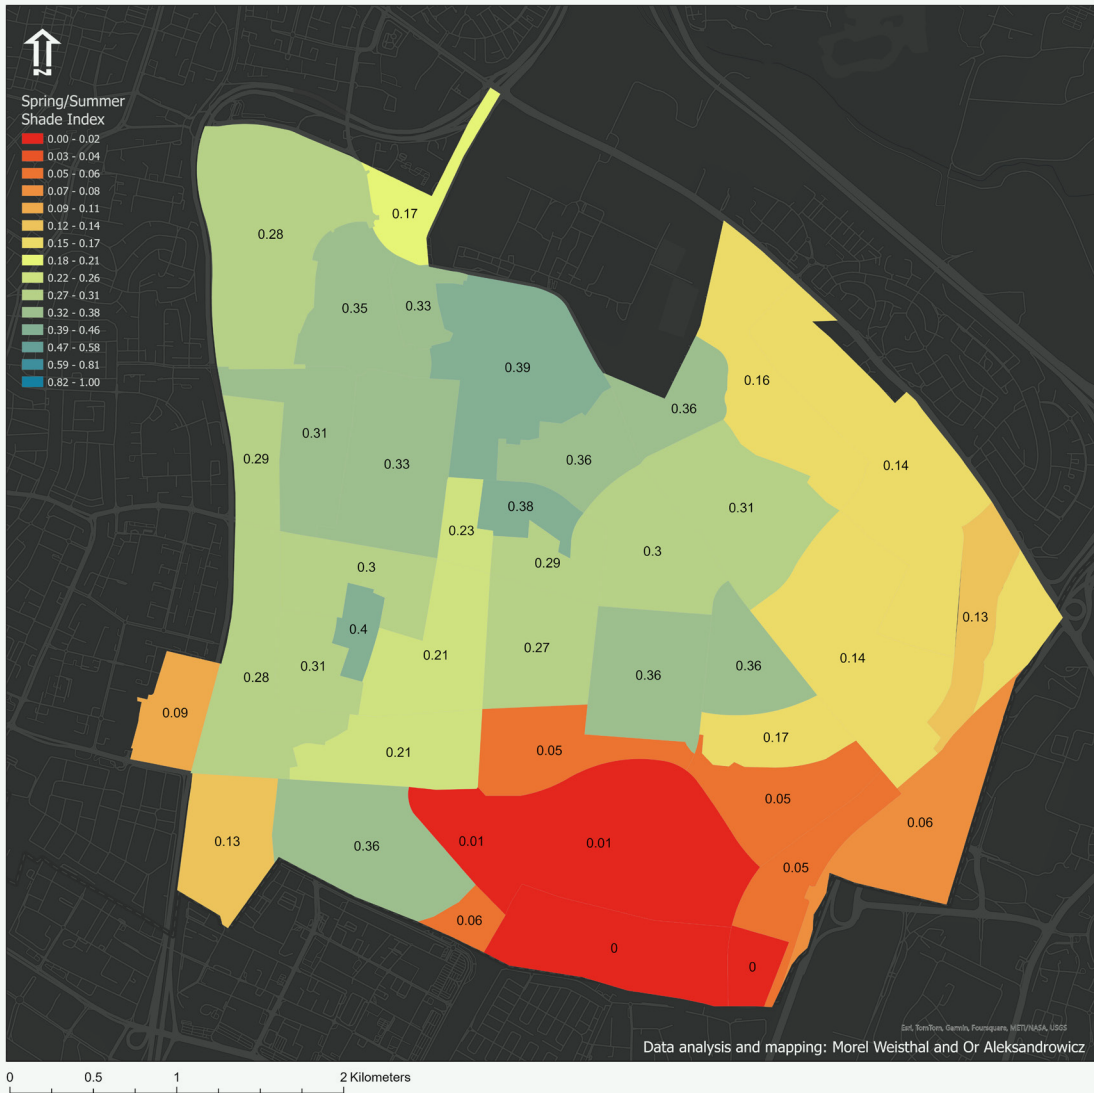 N
Spring/Summer
Shade Index
0.00 - 0.02
0.03 - 0.04
0.05 - 0.06
0.07 - 0.08
0.09 - 0.11
0.12 - 0.14
0.15 - 0.17
0.18 - 0.21
0.22 - 0.26
0.27 - 0.31
0.32 - 0.38
0.39 - 0.46
0.47 - 0.58
0.59 - 0.81
0.82 - 1.00
0.17
0.28
0.35
0.33
0.39
0.16
0.36
0.31
0.29
0.33
0.36
0.14
0.38
0.31
0.23
0.3
0.29
0.3
0.4
0.13
0.21
0.27
0.14
0.31
0.28
0.36
0.36
0.09
0.17
0.21
0.05
0.05
0.06
0.13
0.36
0.01
0.01
0.05
0.06
0
0
Esri, TomTom, Garmin, Foursquare, METI/NASA, USGS
Data analysis and mapping: Morel Weisthal and Or Aleksandrowicz
0 0.5 1 2 Kilometers